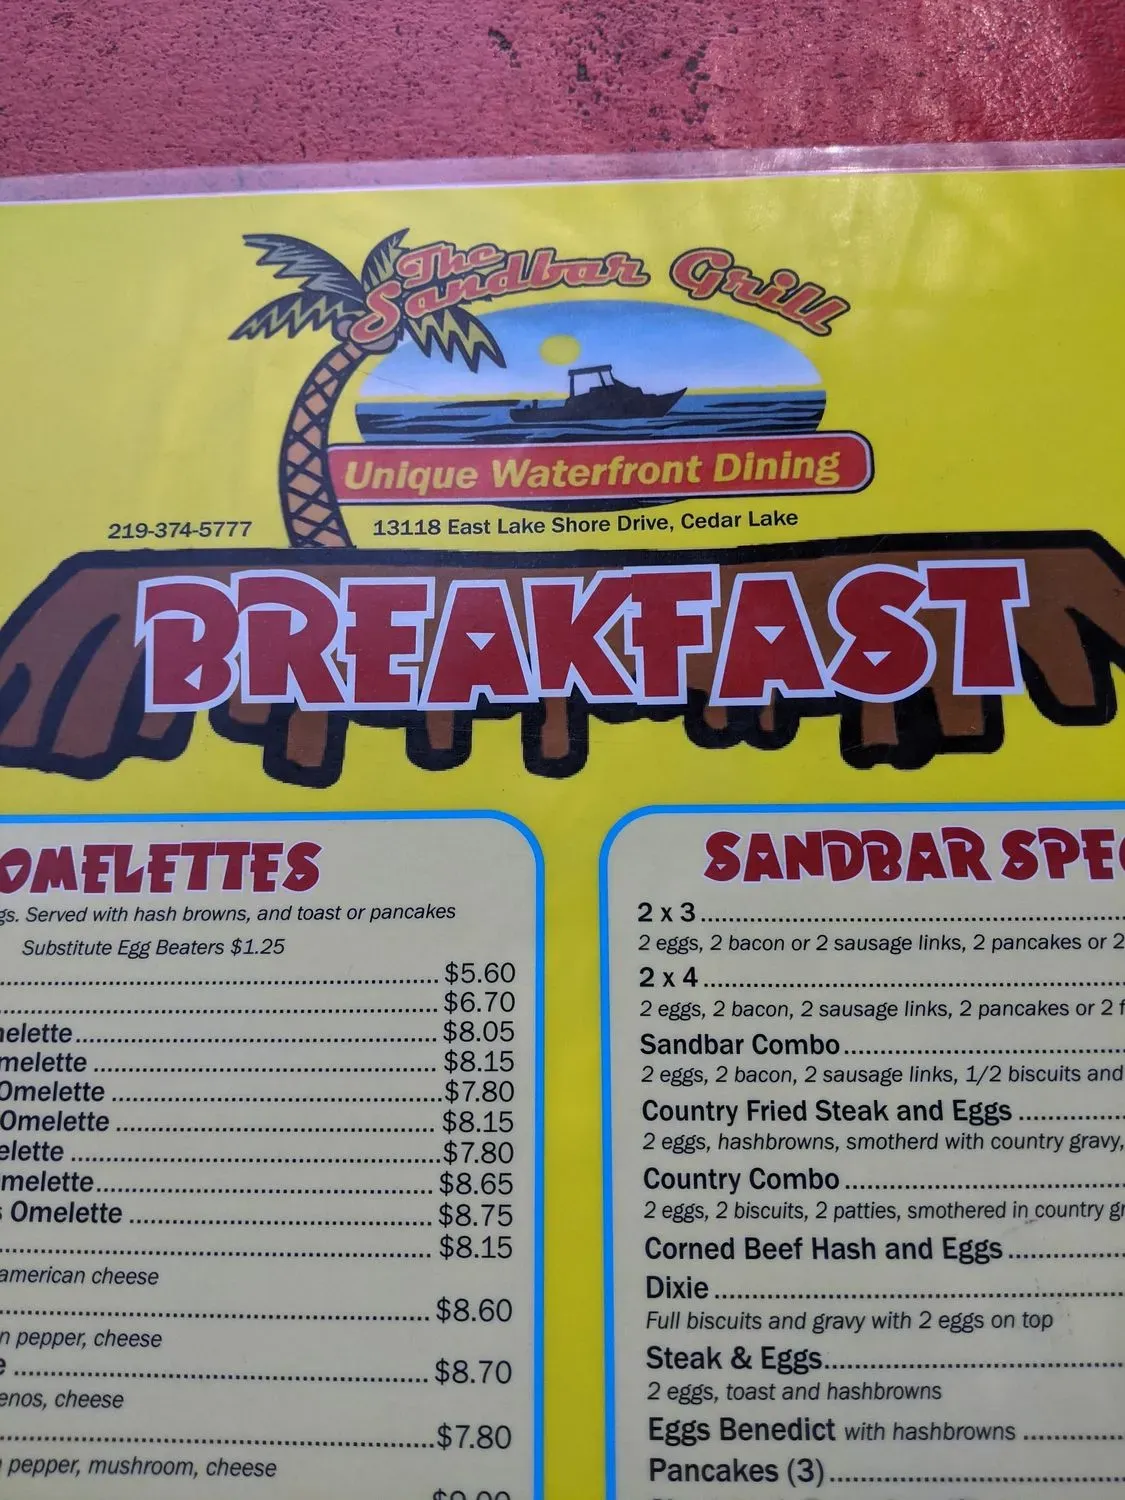 The
Sandbar Grill
Unique Waterfront Dining
219-374-5777
13118 East Lake Shore Drive, Cedar Lake
BREAKFAST
OMELETTES
Served with hash browns, and toast or pancakes
Substitute Egg Beaters $1.25
$5.60
$6.70
$8.05
$8.15
Omelette $7.80
Omelette $8.15
$7.80
$8.65
Omelette $8.75
$8.15
american cheese
$8.60
pepper, cheese
$8.70
cheese
$7.80
pepper, mushroom, cheese
SANDBAR
2 x 3
2 eggs, 2 bacon or 2 sausage links, 2 pancakes or 2
2 x 4
2 eggs, 2 bacon, 2 sausage links, 2 pancakes or 2
Sandbar Combo
2 eggs, 2 bacon, 2 sausage links, 1/2 biscuits and
Country Fried Steak and Eggs
2 eggs, hashbrowns, smotherd with country gravy,
Country Combo
2 eggs, 2 biscuits, 2 patties, smothered in country
Corned Beef Hash and Eggs
Dixie
Full biscuits and gravy with 2 eggs on top
Steak & Eggs
2 eggs, toast and hashbrowns
Eggs Benedict with hashbrowns
Pancakes (3)